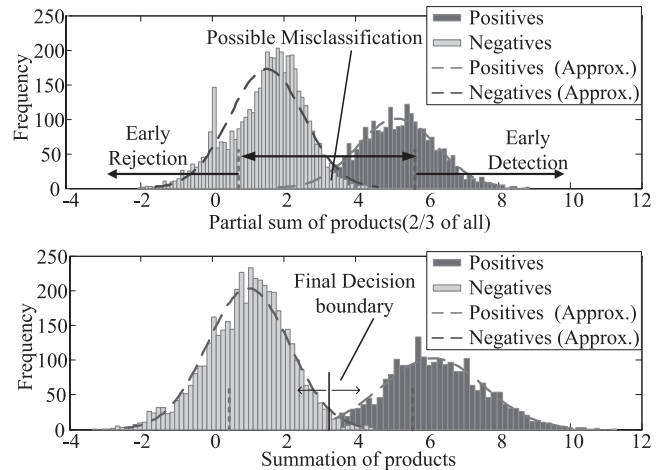 250
200
150
100
50
0
Frequency
Possible Misclassification
Positives
Negatives
Positives (Approx.)
Negatives (Approx.)
Early
Rejection
Early
Detection
-4 -2 0 2 4 6 8 10 12
Partial sum of products(2/3 of all)
250
200
150
100
50
0
Frequency
Final Decision
boundary
Positives
Negatives
Positives (Approx.)
Negatives (Approx.)
-4 -2 0 2 4 6 8 10 12
Summation of products